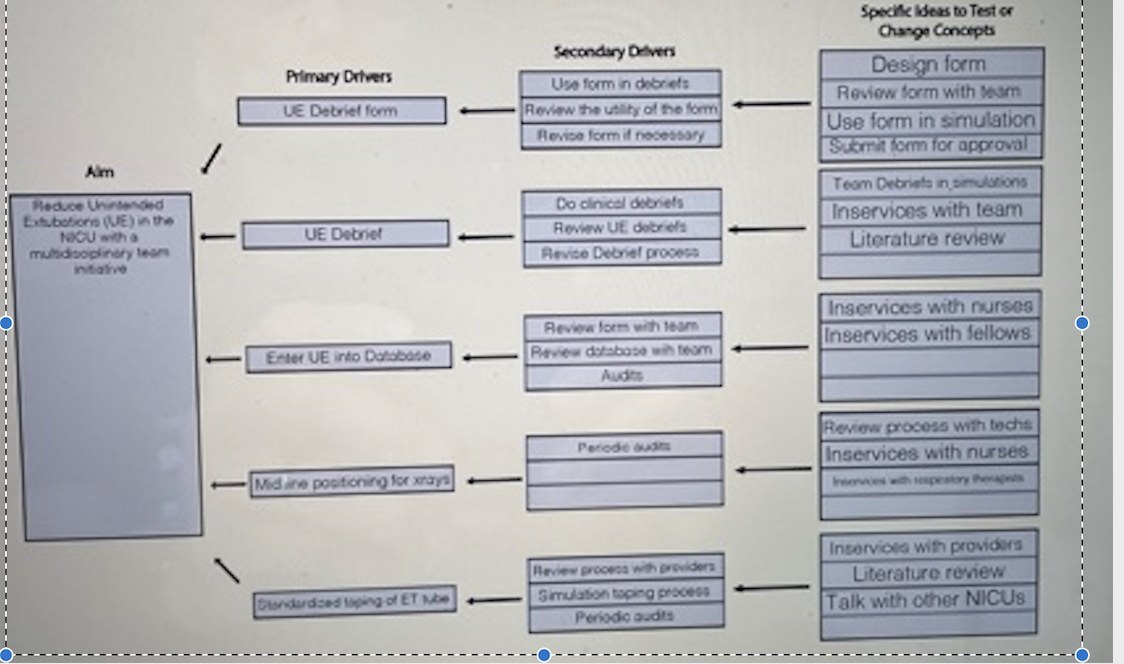 Specific Ideas to Test or
Change Concepts
Secondary Drivers
Primary Drivers
Aim
Reduce Unintended
Extubations (UE) in the
NICU with a
multidisciplinary team
initiative
UE Debrief form
Use form in debriefs
Review the utility of the form
Revise form if necessary
Design form
Review form with team
Use form in simulation
Submit form for approval
UE Debrief
Do clinical debriefs
Review UE debriefs
Revise Debrief process
Team Debriefs in simulations
Inservices with team
Literature review
Enter UE into Database
Review form with team
Review database wih team
Audits
Inservices with nurses
Inservices with fellows
Midline positioning for xrays
Periodic audits
Review process with techs
Inservices with nurses
Inservices with respiratory therapists
Standardized taping of ET tube
Review process with providers
Simulation taping process
Periodic audits
Inservices with providers
Literature review
Talk with other NICUs